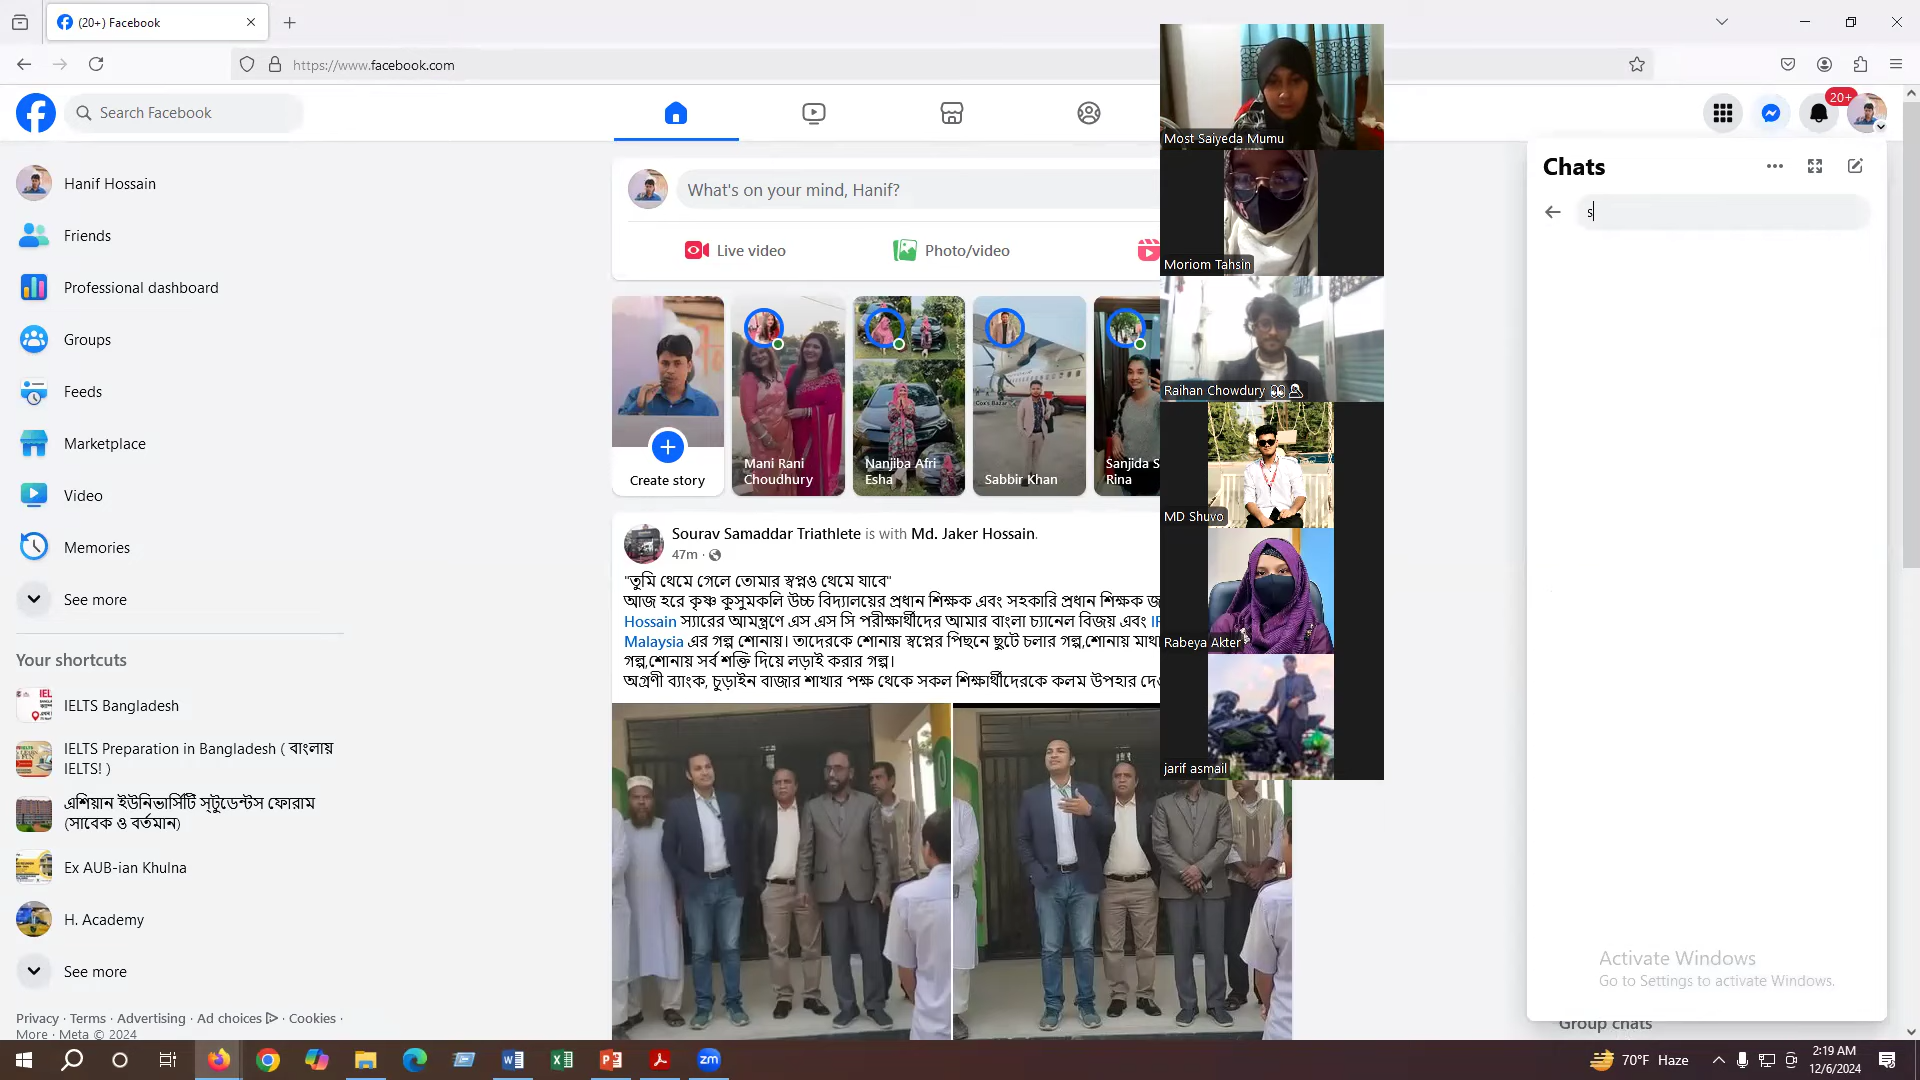 (20+) Facebook
https://www.facebook.com
Search Facebook
20+
Hanif Hossain
Friends
Professional dashboard
Groups
Feeds
Marketplace
Video
Memories
See more
Your shortcuts
IELTS Bangladesh
IELTS Preparation in Bangladesh ( বাংলায়
IELTS! )
এশিয়ান ইউনিভার্সিটি স্টুডেন্টস ফোরাম
(সাবেক ও বর্তমান)
Ex AUB-ian Khulna
H. Academy
See more
Privacy · Terms · Advertising · Ad choices · Cookies ·
More · Meta © 2024
What's on your mind, Hanif?
Live video
Photo/video
Create story
Mani Rani
Choudhury
Nanjiba Afri
Esha
Sabbir Khan
Sanjida S
Rina
Sourav Samaddar Triathlete is with Md. Jaker Hossain.
47m ·
"তুমি থেমে গেলে তোমার স্বপ্নও থেমে যাবে"
আজ হরে কৃষ্ণ কুসুমকলি উচ্চ বিদ্যালয়ের প্রধান শিক্ষক এবং সহকারি প্রধান শিক্ষক জ
Hossain স্যারের আমন্ত্রণে এস এস সি পরীক্ষার্থীদের আমার বাংলা চ্যানেল বিজয় এবং
Malaysia এর গল্প শোনায়। তাদেরকে শোনায় স্বপ্নের পিছনে ছুটে চলার গল্প,শোনায় মাথা
গল্প,শোনায় সর্ব শক্তি দিয়ে লড়াই করার গল্প।
অগ্রণী ব্যাংক, চুড়াইন বাজার শাখার পক্ষ থেকে সকল শিক্ষার্থীদেরকে কলম উপহার
Most Saiyeda Mumu
Moriom Tahsin
Raihan Chowdury
MD Shuvo
Rabeya Akter
jarif asmail
Chats
s
Activate Windows
Go to Settings to activate Windows.
Group chats
70°F Haze
2:19 AM
12/6/2024